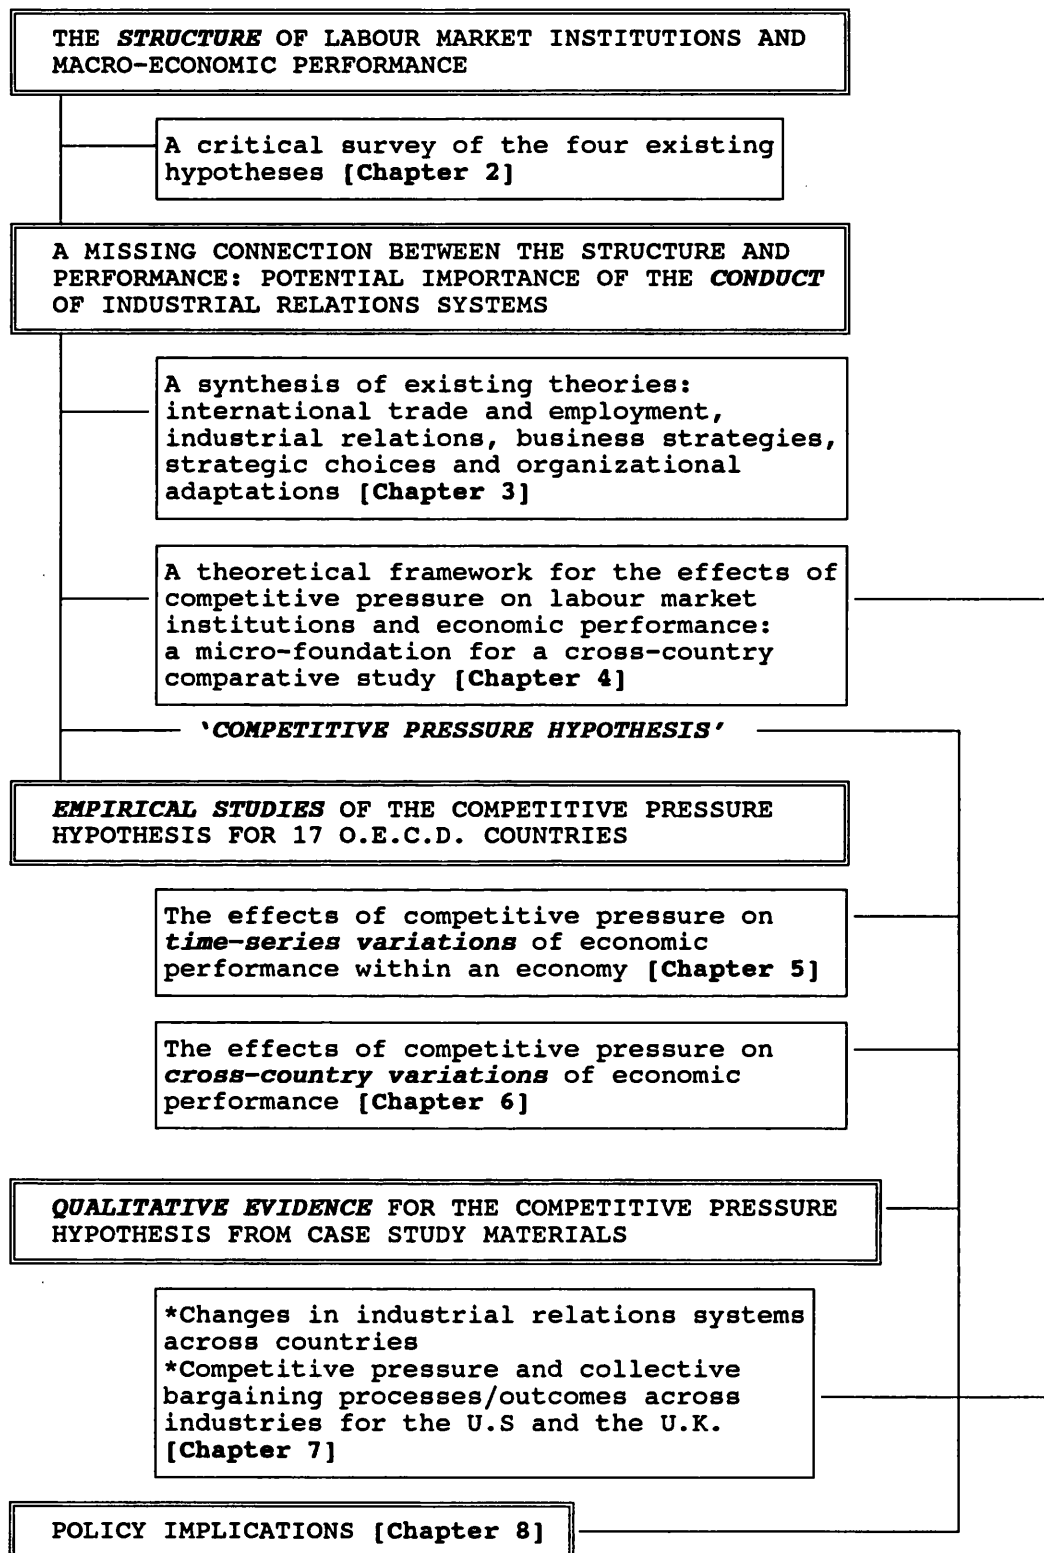 THE STRUCTURE OF LABOUR MARKET INSTITUTIONS AND
MACRO-ECONOMIC PERFORMANCE
A critical survey of the four existing
hypotheses [Chapter 2]
A MISSING CONNECTION BETWEEN THE STRUCTURE AND
PERFORMANCE: POTENTIAL IMPORTANCE OF THE CONDUCT
OF INDUSTRIAL RELATIONS SYSTEMS
A synthesis of existing theories:
international trade and employment,
industrial relations, business strategies,
strategic choices and organizational
adaptations [Chapter 3]
A theoretical framework for the effects of
competitive pressure on labour market
institutions and economic performance:
a micro-foundation for a cross-country
comparative study [Chapter 4]
'COMPETITIVE PRESSURE HYPOTHESIS'
EMPIRICAL STUDIES OF THE COMPETITIVE PRESSURE
HYPOTHESIS FOR 17 O.E.C.D. COUNTRIES
The effects of competitive pressure on
time-series variations of economic
performance within an economy [Chapter 5]
The effects of competitive pressure on
cross-country variations of economic
performance [Chapter 6]
QUALITATIVE EVIDENCE FOR THE COMPETITIVE PRESSURE
HYPOTHESIS FROM CASE STUDY MATERIALS
*Changes in industrial relations systems
across countries
*Competitive pressure and collective
bargaining processes/outcomes across
industries for the U.S and the U.K.
[Chapter 7]
POLICY IMPLICATIONS [Chapter 8]